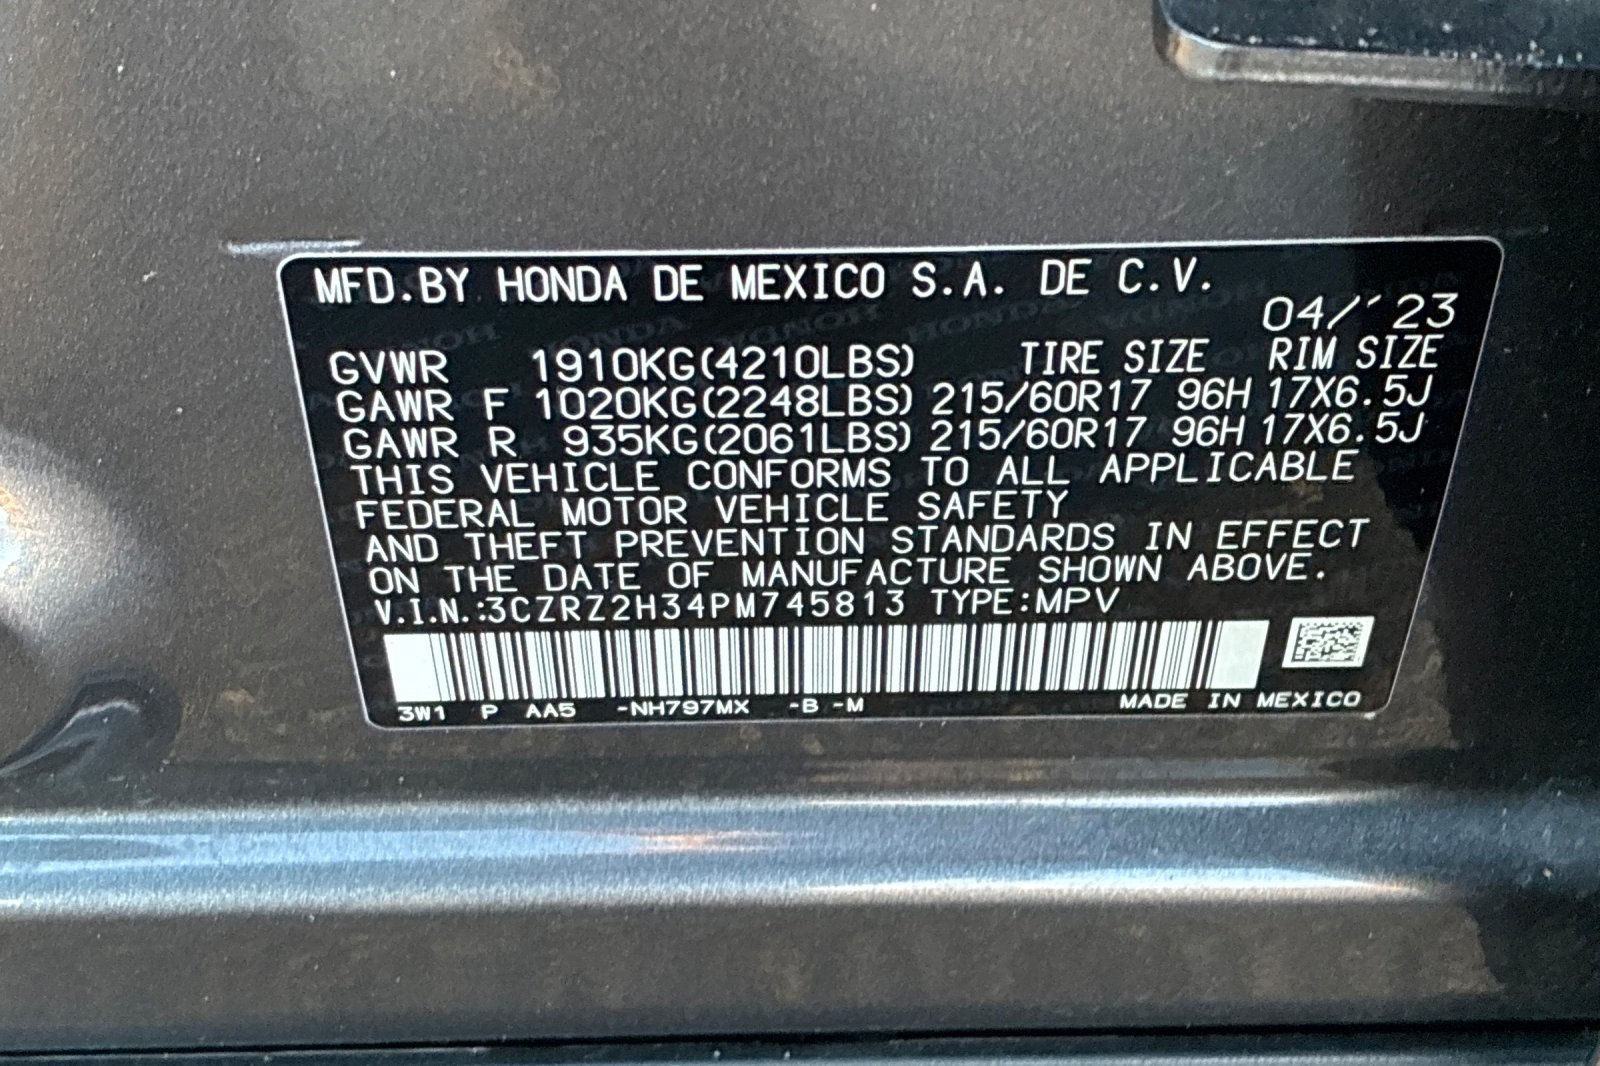 MFD.BY HONDA DE MEXICO S.A. DE C.V.
04/'23
GVWR 1910KG(4210LBS) TIRE SIZE RIM SIZE
GAWR F 1020KG(2248LBS) 215/60R17 96H 17X6.5J
GAWR R 935KG(2061LBS) 215/60R17 96H 17X6.5J
THIS VEHICLE CONFORMS TO ALL APPLICABLE
FEDERAL MOTOR VEHICLE SAFETY
AND THEFT PREVENTION STANDARDS IN EFFECT
ON THE DATE OF MANUFACTURE SHOWN ABOVE.
V.I.N.:3CZRZ2H34PM745813 TYPE:MPV
3W1 P AA5 -NH797MX -B -M MADE IN MEXICO